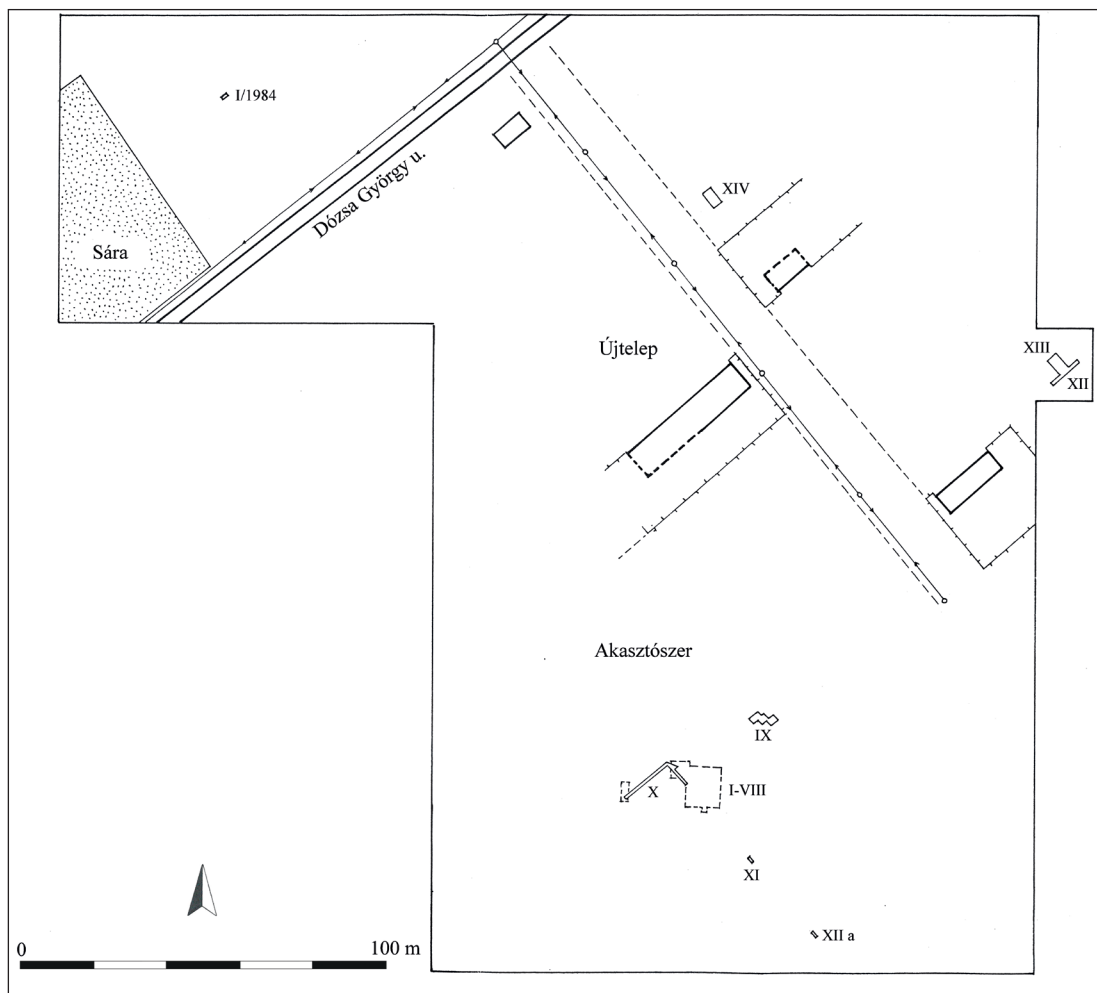 I/1984
Dózsa György u.
XIV
Sára
Újtelep
XIII
XII
Akasztószer
IX
X
I-VIII
XI
XII a
0
100 m